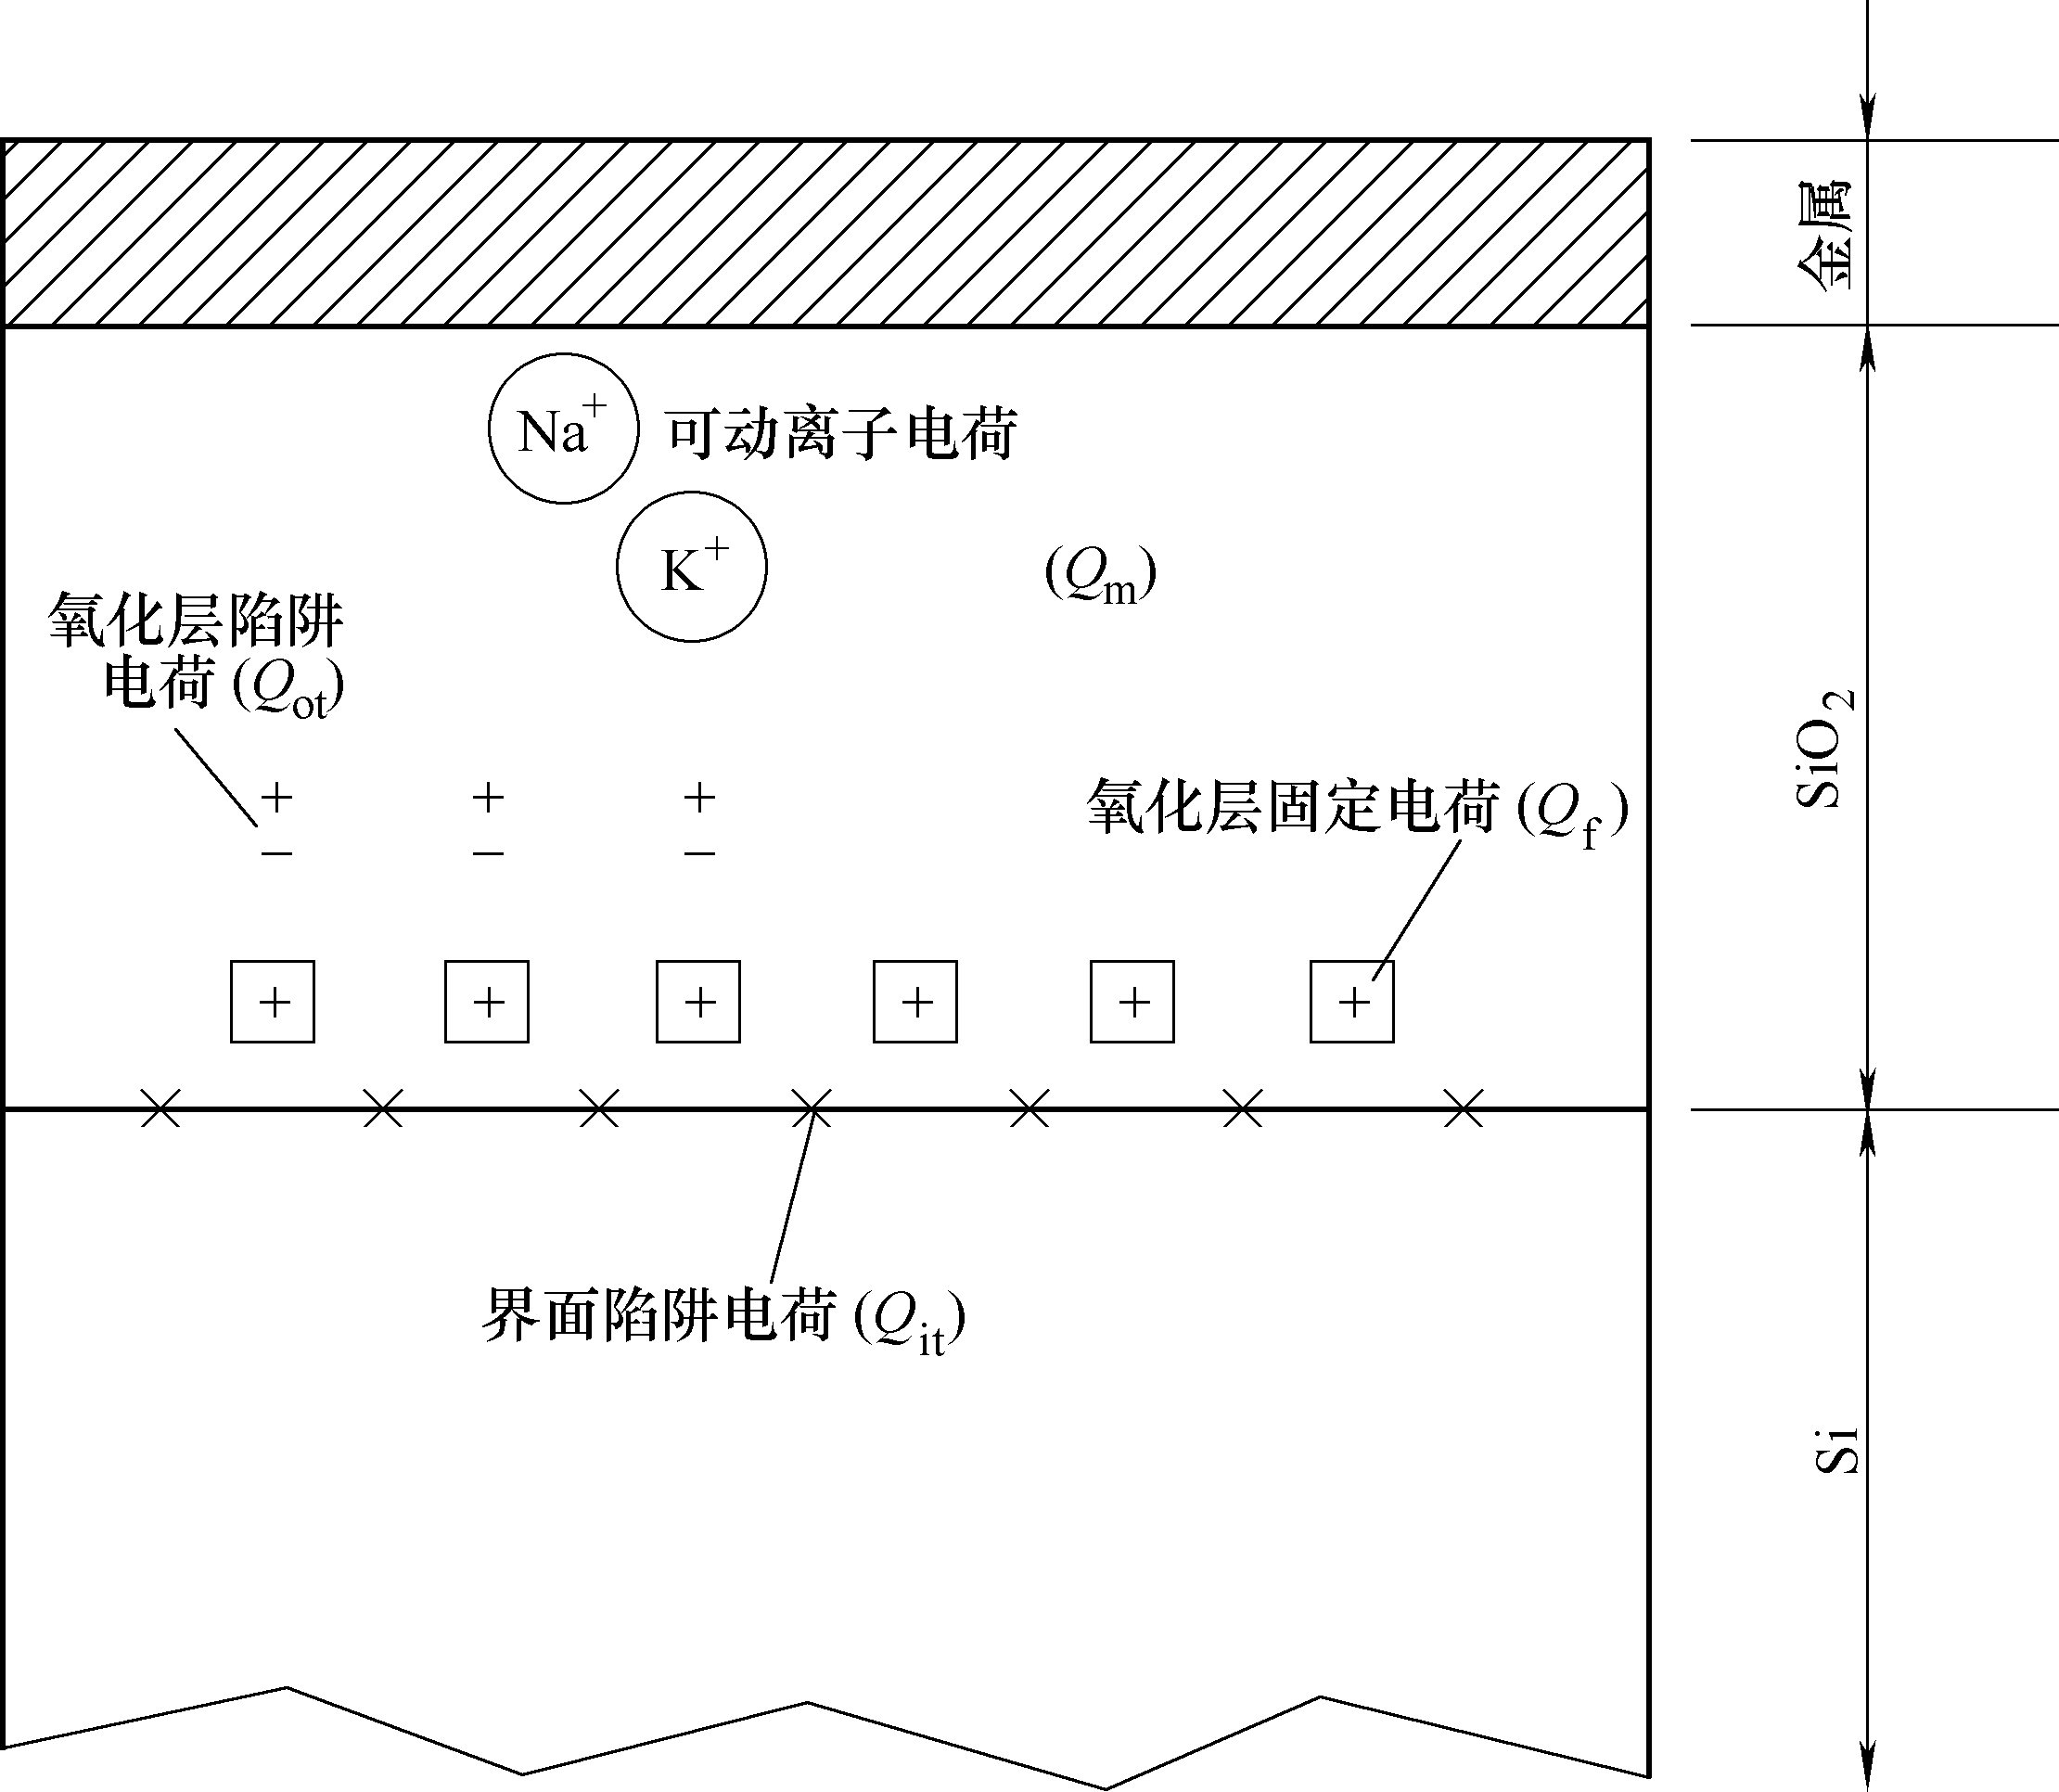 金属
Na+ 可动离子电荷
K+
(Qm)
氧化层陷阱
电荷(Qot)
SiO2
+ + +
− − −
氧化层固定电荷(Qf)
+ + + + + +
界面陷阱电荷(Qit)
Si